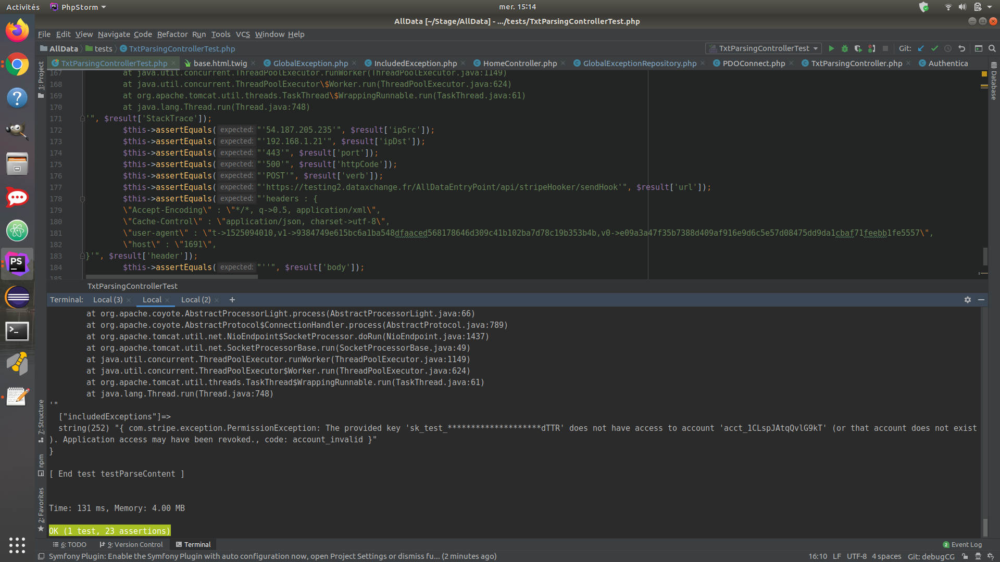 Activités PhpStorm mer. 15:14
AllData [~/Stage/AllData] - .../tests/TxtParsingControllerTest.php
File Edit View Navigate Code Refactor Run Tools VCS Window Help
AllData tests TxtParsingControllerTest.php TxtParsingControllerTest Git:
TxtParsingControllerTest.php base.html.twig GlobalException.php IncludedException.php HomeController.php GlobalExceptionRepository.php PDOConnect.php TxtParsingController.php Authentica
1: Project
Database
167 at java.util.concurrent.ThreadPoolExecutor.runWorker(ThreadPoolExecutor.java:1149)
168 at java.util.concurrent.ThreadPoolExecutor\$Worker.run(ThreadPoolExecutor.java:624)
169 at org.apache.tomcat.util.threads.TaskThread\$WrappingRunnable.run(TaskThread.java:61)
170 at java.lang.Thread.run(Thread.java:748)
171 '", $result['StackTrace']);
172 $this->assertEquals( expected: "'54.187.205.235'", $result['ipSrc']);
173 $this->assertEquals( expected: "'192.168.1.21'", $result['ipDst']);
174 $this->assertEquals( expected: "'443'", $result['port']);
175 $this->assertEquals( expected: "'500'", $result['httpCode']);
176 $this->assertEquals( expected: "'POST'", $result['verb']);
177 $this->assertEquals( expected: "'https://testing2.dataxchange.fr/AllDataEntryPoint/api/stripeHooker/sendHook'", $result['url']);
178 $this->assertEquals( expected: "'headers : {
179 \"Accept-Encoding\" : \"*/*, q->0.5, application/xml\",
180 \"Cache-Control\" : \"application/json, charset->utf-8\",
181 \"user-agent\" : \"t->1525094010,v1->9384749e615bc6a1ba548dfaaced568178646d309c41b102ba7d78c19b353b4b,v0->e09a3a47f35b7388d409af916e9d6c5e57d08475dd9da1cbaf71feebb1fe5557\",
182 \"host\" : \"1691\",
183 }'", $result['header']);
184 $this->assertEquals( expected: "''", $result['body']);
185
TxtParsingControllerTest
Terminal: Local (3) Local Local (2) +
at org.apache.coyote.AbstractProcessorLight.process(AbstractProcessorLight.java:66)
at org.apache.coyote.AbstractProtocol$ConnectionHandler.process(AbstractProtocol.java:789)
at org.apache.tomcat.util.net.NioEndpoint$SocketProcessor.doRun(NioEndpoint.java:1437)
at org.apache.tomcat.util.net.SocketProcessorBase.run(SocketProcessorBase.java:49)
at java.util.concurrent.ThreadPoolExecutor.runWorker(ThreadPoolExecutor.java:1149)
at java.util.concurrent.ThreadPoolExecutor$Worker.run(ThreadPoolExecutor.java:624)
at org.apache.tomcat.util.threads.TaskThread$WrappingRunnable.run(TaskThread.java:61)
at java.lang.Thread.run(Thread.java:748)
'"
["includedExceptions"]=>
string(252) "{ com.stripe.exception.PermissionException: The provided key 'sk_test_********************dTTR' does not have access to account 'acct_1CLspJAtqQvlG9kT' (or that account does not exist
). Application access may have been revoked., code: account_invalid }"
}
[ End test testParseContent ]
Time: 131 ms, Memory: 4.00 MB
OK (1 test, 23 assertions)
7: Structure
npm
2: Favorites
6: TODO 9: Version Control Terminal 2 Event Log
Symfony Plugin: Enable the Symfony Plugin with auto configuration now, open Project Settings or dismiss fu... (2 minutes ago) 16:10 LF UTF-8 4 spaces Git: debugCG